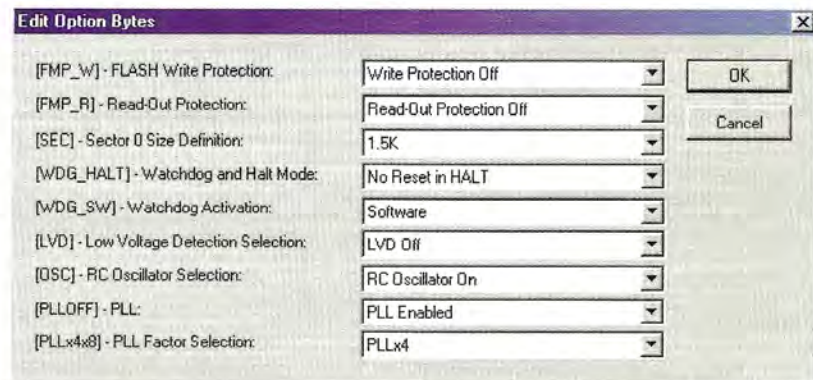 Edit Option Bytes
[FMP_W] - FLASH Write Protection: Write Protection Off OK
[FMP_R] - Read-Out Protection: Read-Out Protection Off Cancel
[SEC] - Sector 0 Size Definition: 1.5K
[WDG_HALT] - Watchdog and Halt Mode: No Reset in HALT
[WDG_SW] - Watchdog Activation: Software
[LVD] - Low Voltage Detection Selection: LVD Off
[OSC] - RC Oscillator Selection: RC Oscillator On
[PLLOFF] - PLL: PLL Enabled
[PLLx4x8] - PLL Factor Selection: PLLx4